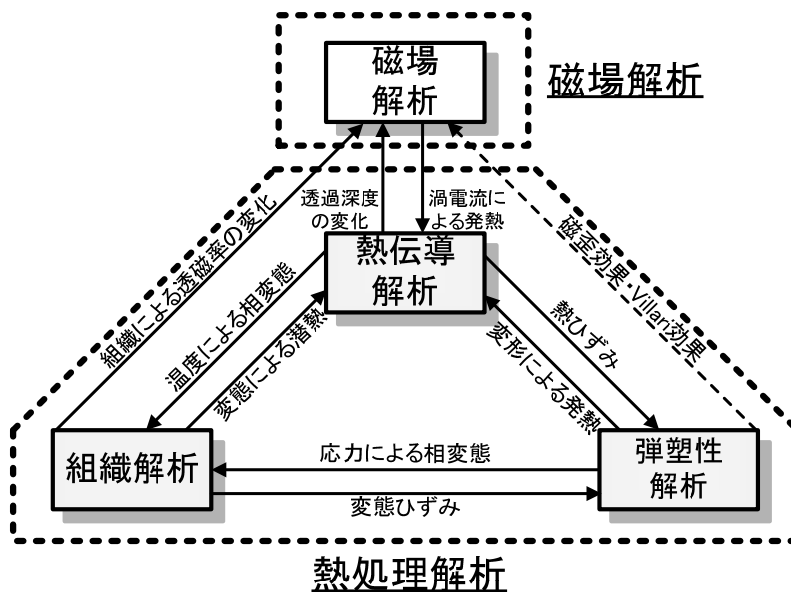 磁場
解析
磁場解析
透過深度
の変化
渦電流に
よる発熱
組織による透磁率の変化
磁歪効果・Villari効果
熱伝導
解析
温度による相変態
変態による潜熱
熱ひずみ
変形による発熱
組織解析
応力による相変態
変態ひずみ
弾塑性
解析
熱処理解析